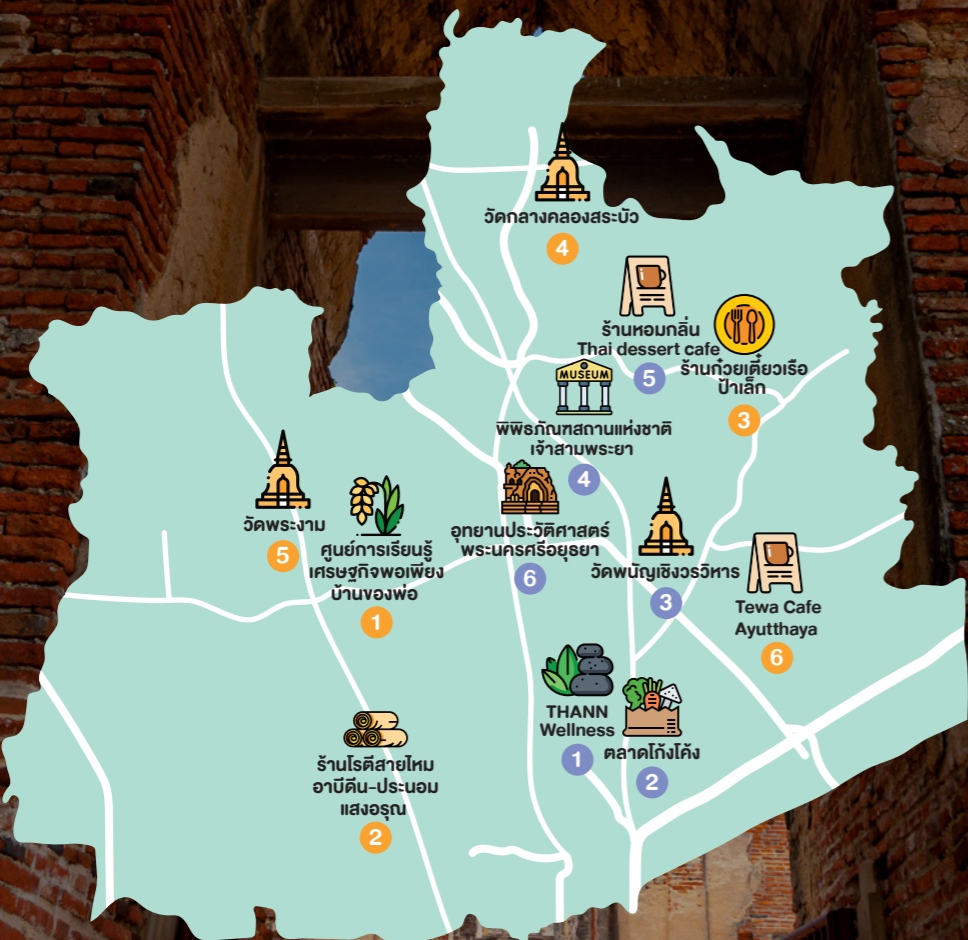 วัดกลางคลองสระบัว
4
ร้านหอมกลิ่น
Thai dessert cafe
5
ร้านก๋วยเตี๋ยวเรือ
ป้าเล็ก
3
MUSEUM
พิพิธภัณฑสถานแห่งชาติ
เจ้าสามพระยา
4
วัดพระงาม
5
ศูนย์การเรียนรู้
เศรษฐกิจพอเพียง
บ้านของพ่อ
1
อุทยานประวัติศาสตร์
พระนครศรีอยุธยา
6
วัดพนัญเชิงวรวิหาร
3
Tewa Cafe
Ayutthaya
6
THANN
Wellness
1
ตลาดโก้งโค้ง
2
ร้านโรตีสายไหม
อาบีดีน-ประนอม
แสงอรุณ
2